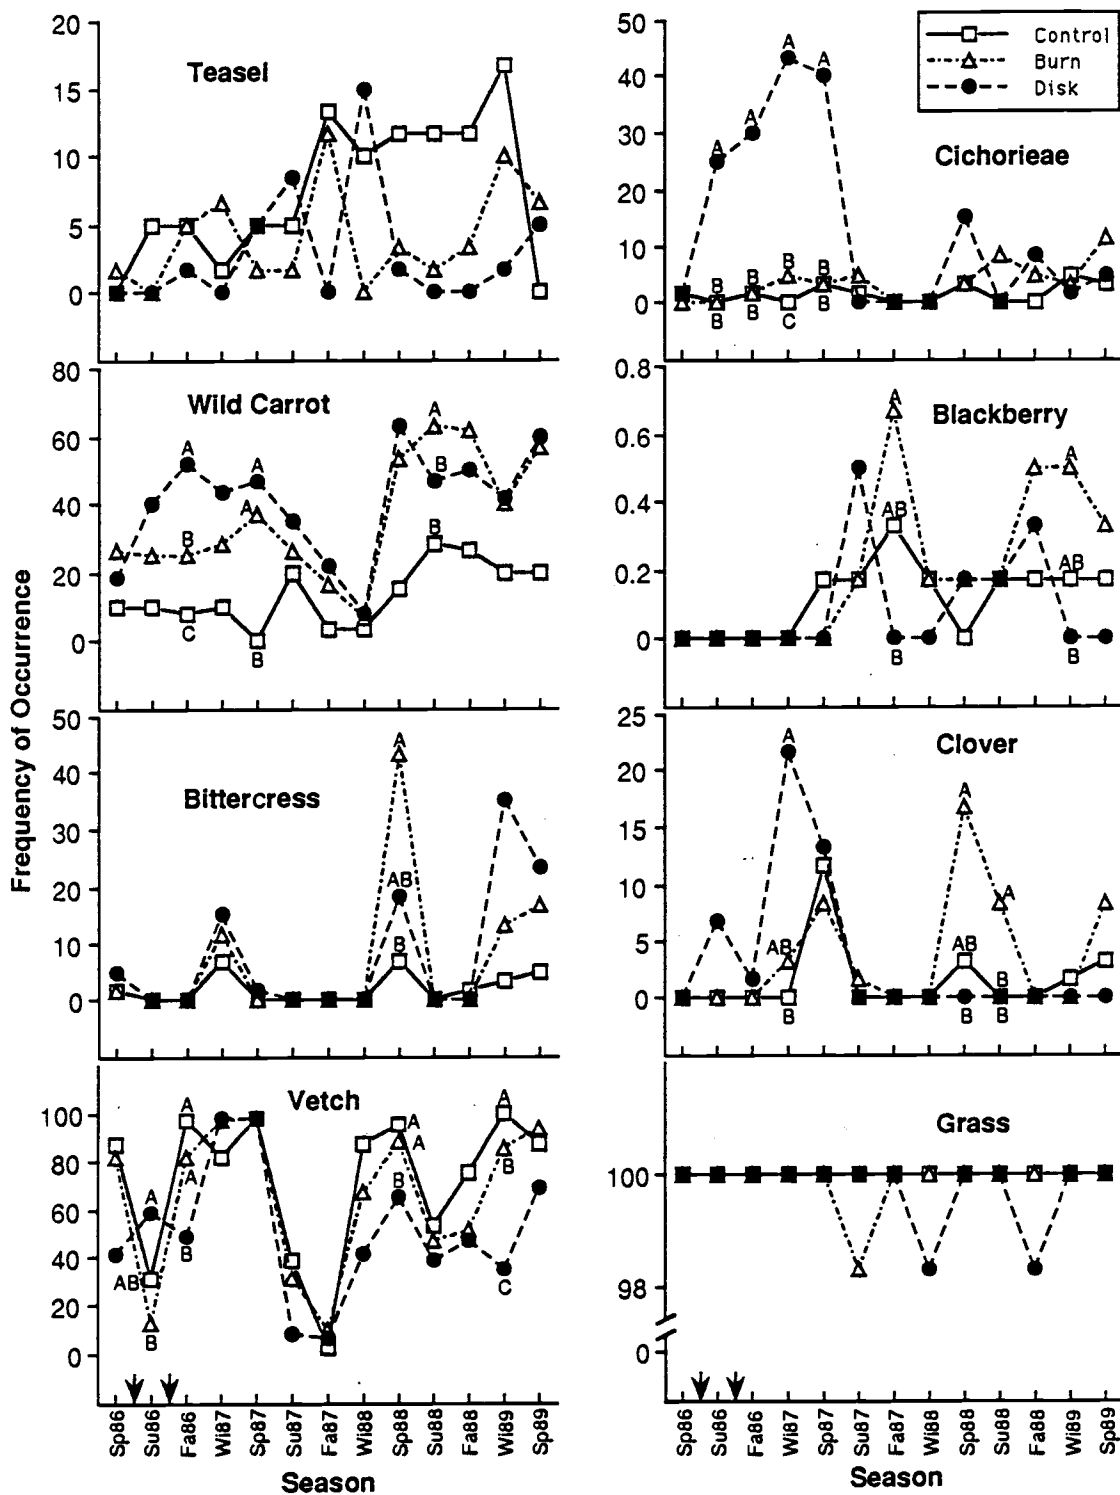 Frequency of Occurrence
Teasel
20
15
10
5
0
Wild Carrot
80
60
40
20
0
A
B
C
A
A
B
A
B
B
Bittercress
50
40
30
20
10
0
A
AB
B
Vetch
100
80
60
40
20
0
A
AB
B
A
A
B
A
A
B
A
B
C
Sp86
Su86
Fa86
Wi87
Sp87
Su87
Fa87
Wi88
Sp88
Su88
Fa88
Wi89
Sp89
Season
Control
Burn
Disk
Cichorieae
50
40
30
20
10
0
A
A
A
A
B
B
B
B
B
B
C
B
Blackberry
0.8
0.6
0.4
0.2
0
A
AB
B
A
AB
B
Clover
25
20
15
10
5
0
A
AB
B
A
AB
B
A
B
B
Grass
100
98
0
Sp86
Su86
Fa86
Wi87
Sp87
Su87
Fa87
Wi88
Sp88
Su88
Fa88
Wi89
Sp89
Season